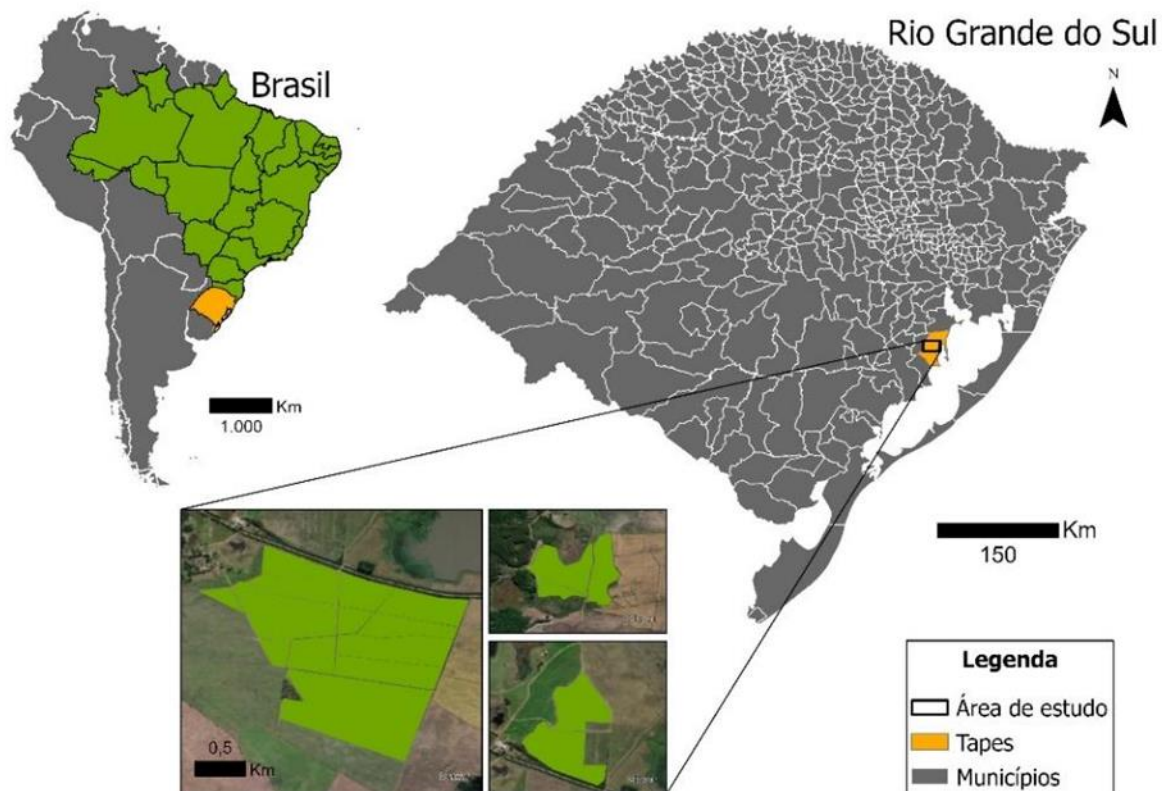 Brasil
Rio Grande do Sul
N
Km
1.000
Km
150
0,5
Km
Legenda
Área de estudo
Tapes
Municípios